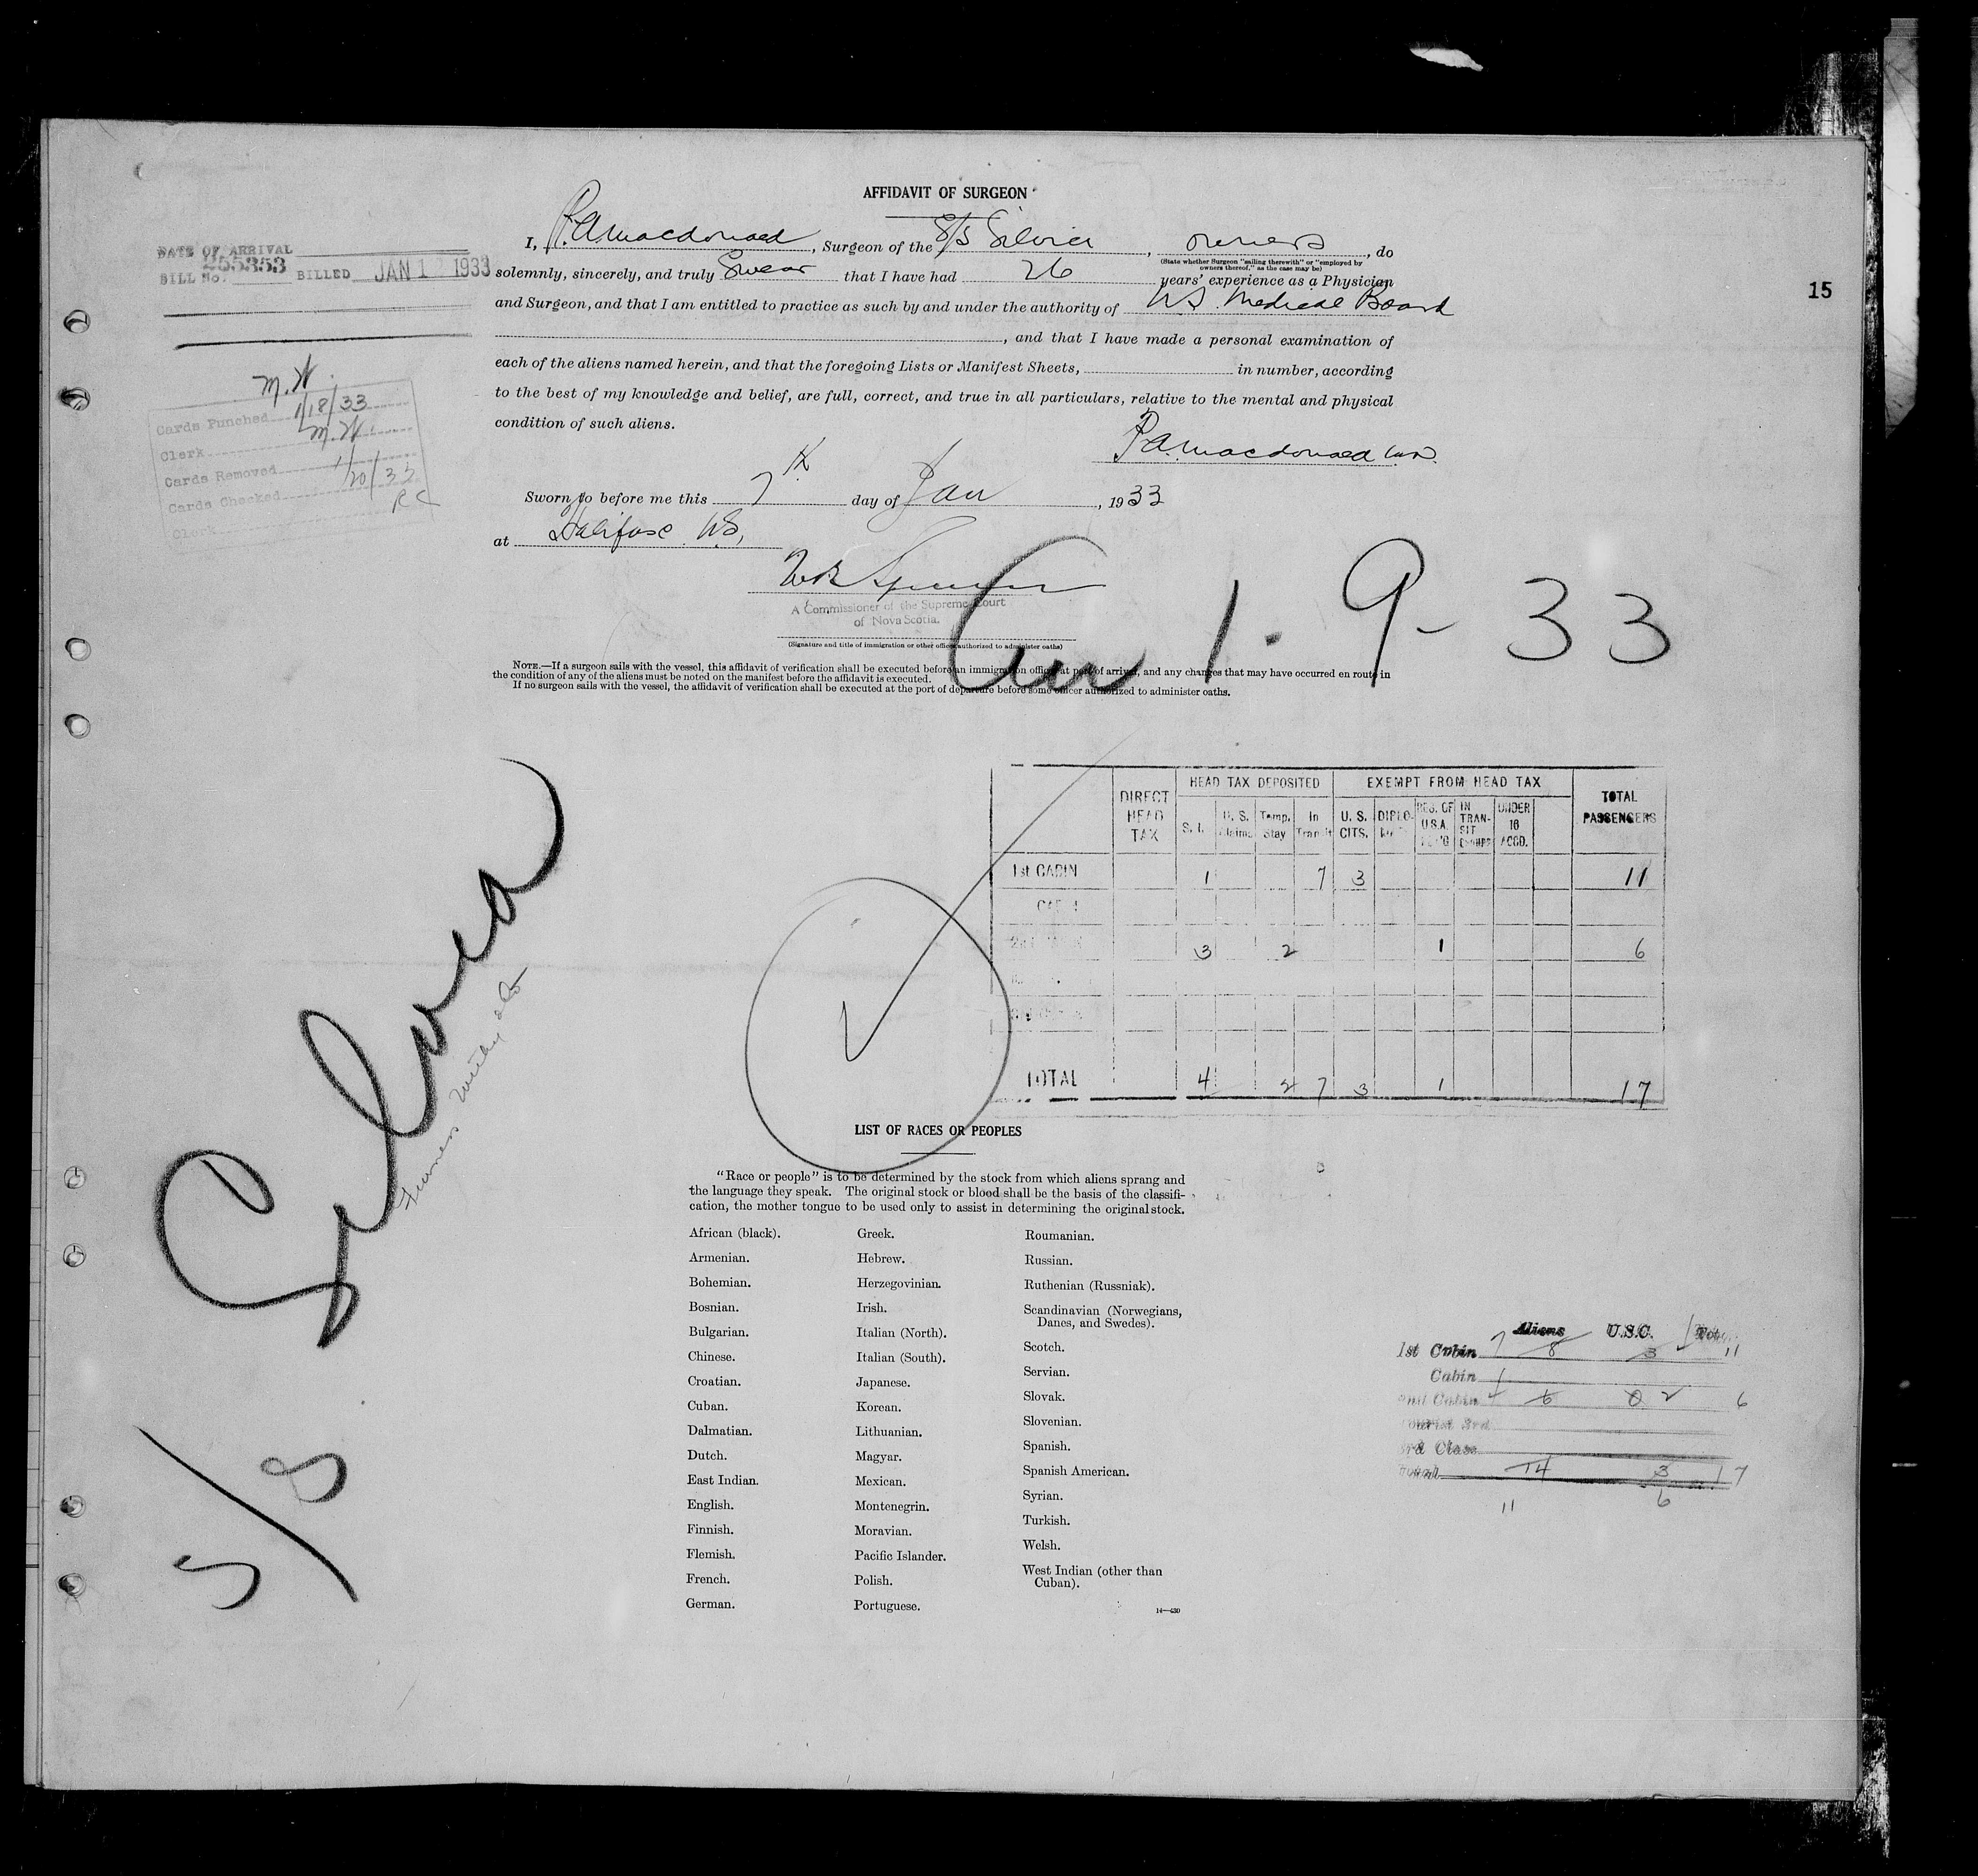 AFFIDAVIT OF SURGEON
I, P.A. Macdonald, Surgeon of the S/S Silvia, owners, do
(State whether Surgeon "sailing therewith" or "employed by
owners thereof," as the case may be)
solemnly, sincerely, and truly Swear that I have had 26 years' experience as a Physician
and Surgeon, and that I am entitled to practice as such by and under the authority of N.S. Medical Board
, and that I have made a personal examination of
each of the aliens named herein, and that the foregoing Lists or Manifest Sheets, in number, according
to the best of my knowledge and belief, are full, correct, and true in all particulars, relative to the mental and physical
condition of such aliens.
P.A. Macdonald
Sworn to before me this 7th day of Jan, 1933
at Halifax N.S.
A Commissioner of the Supreme Court
of Nova Scotia.
(Signature and title of immigration or other officer authorized to administer oaths)
NOTE.—If a surgeon sails with the vessel, this affidavit of verification shall be executed before an immigration officer at port of arrival, and any changes that may have occurred en route in
the condition of any of the aliens must be noted on the manifest before the affidavit is executed.
If no surgeon sails with the vessel, the affidavit of verification shall be executed at the port of departure before some officer authorized to administer oaths.
DATE OF ARRIVAL
BILL No. 255353 BILLED JAN 1 1933
15
M.W.
Cards Punched 1/18/33
Clerk M.W.
Cards Removed
Cards Checked 1/20/33
Clerk RC
Arr 1-9-33
S/S Silvia
Furness Withy & Co
HEAD TAX DEPOSITED EXEMPT FROM HEAD TAX
DIRECT HEAD TAX S. I. U. S. Claims Temp. Stay In Transit U. S. CITS. DIPLO- RES. OF U.S.A. IN TRAN- SIT UNDER 16 ACCD. TOTAL PASSENGERS
1st CABIN 1 7 3 11
3 2 1 6
TOTAL 4 2 7 3 1 17
LIST OF RACES OR PEOPLES
"Race or people" is to be determined by the stock from which aliens sprang and
the language they speak. The original stock or blood shall be the basis of the classifi-
cation, the mother tongue to be used only to assist in determining the original stock.
African (black).
Armenian.
Bohemian.
Bosnian.
Bulgarian.
Chinese.
Croatian.
Cuban.
Dalmatian.
Dutch.
East Indian.
English.
Finnish.
Flemish.
French.
German.
Greek.
Hebrew.
Herzegovinian.
Irish.
Italian (North).
Italian (South).
Japanese.
Korean.
Lithuanian.
Magyar.
Mexican.
Montenegrin.
Moravian.
Pacific Islander.
Polish.
Portuguese.
Roumanian.
Russian.
Ruthenian (Russniak).
Scandinavian (Norwegians,
Danes, and Swedes).
Scotch.
Servian.
Slovak.
Slovenian.
Spanish.
Spanish American.
Syrian.
Turkish.
Welsh.
West Indian (other than
Cuban).
14—430
Aliens U.S.C. Tot.
1st Cabin 7 8 3 11
Cabin
2nd Cabin 4 6 0 2 6
Tourist 3rd
3rd Class
Total 14 3 17
11 6